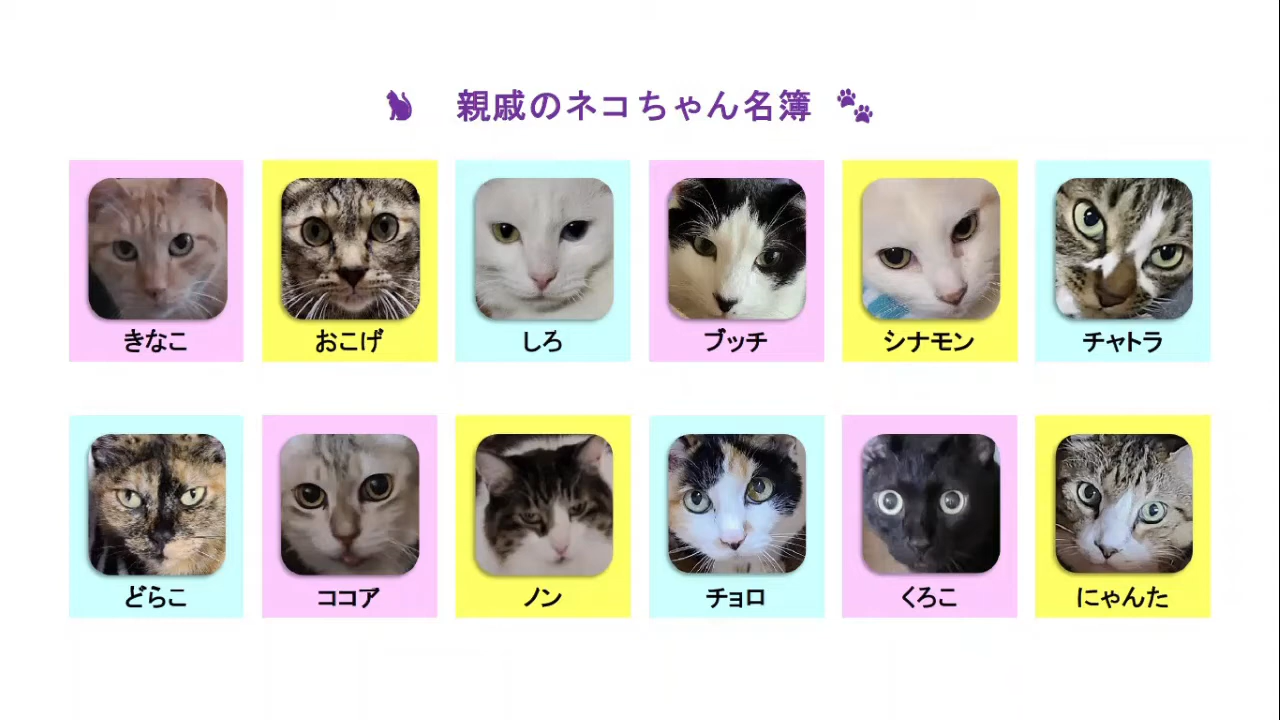 親戚のネコちゃん名簿
きなこ
おこげ
しろ
ブッチ
シナモン
チャトラ
どらこ
ココア
ノン
チョロ
くろこ
にゃんた